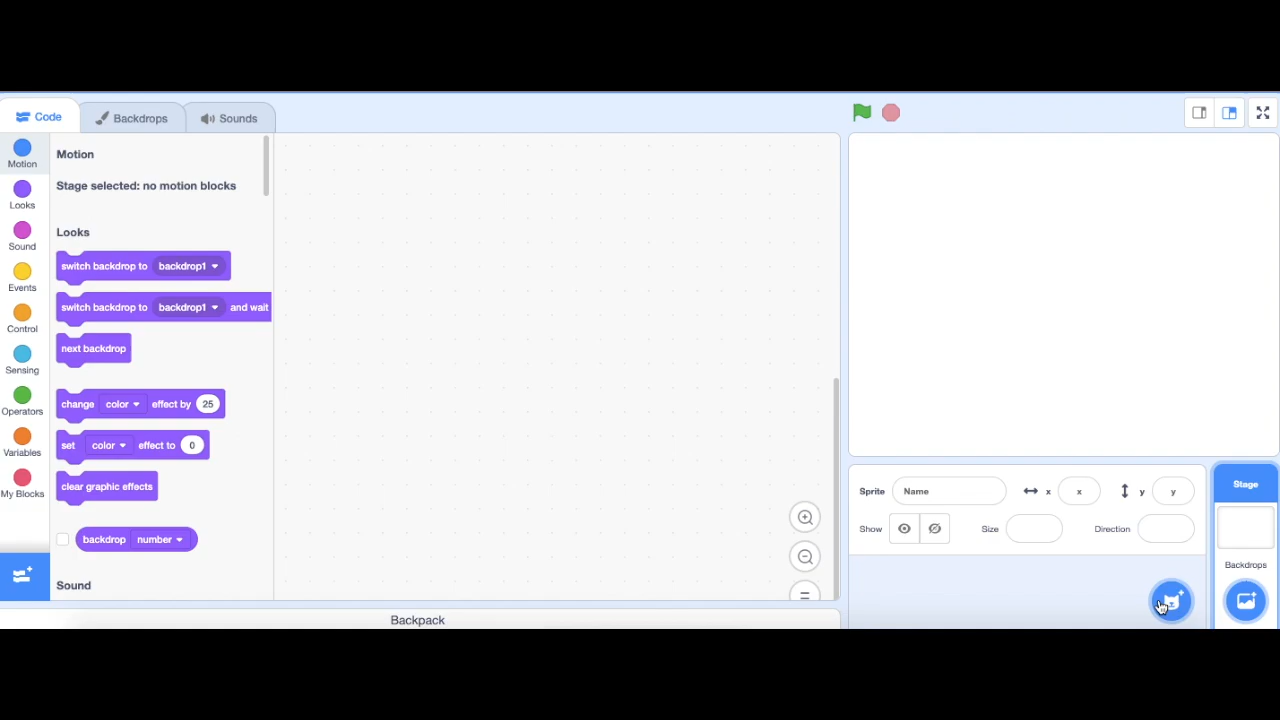 Code
Backdrops
Sounds
Motion
Looks
Sound
Events
Control
Sensing
Operators
Variables
My Blocks
Motion
Stage selected: no motion blocks
Looks
switch backdrop to backdrop1
switch backdrop to backdrop1 and wait
next backdrop
change color effect by 25
set color effect to 0
clear graphic effects
backdrop number
Sound
Backpack
Sprite Name x x y y
Show Size Direction
Stage
Backdrops